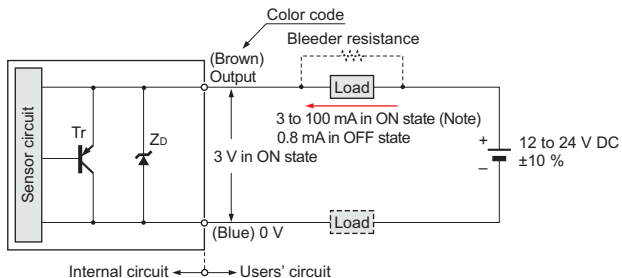 Color code
Bleeder resistance
(Brown)
Output
Load
Sensor circuit
Tr
ZD
3 to 100 mA in ON state (Note)
0.8 mA in OFF state
3 V in ON state
+
−
12 to 24 V DC
±10 %
(Blue) 0 V
Load
Internal circuit
Users' circuit